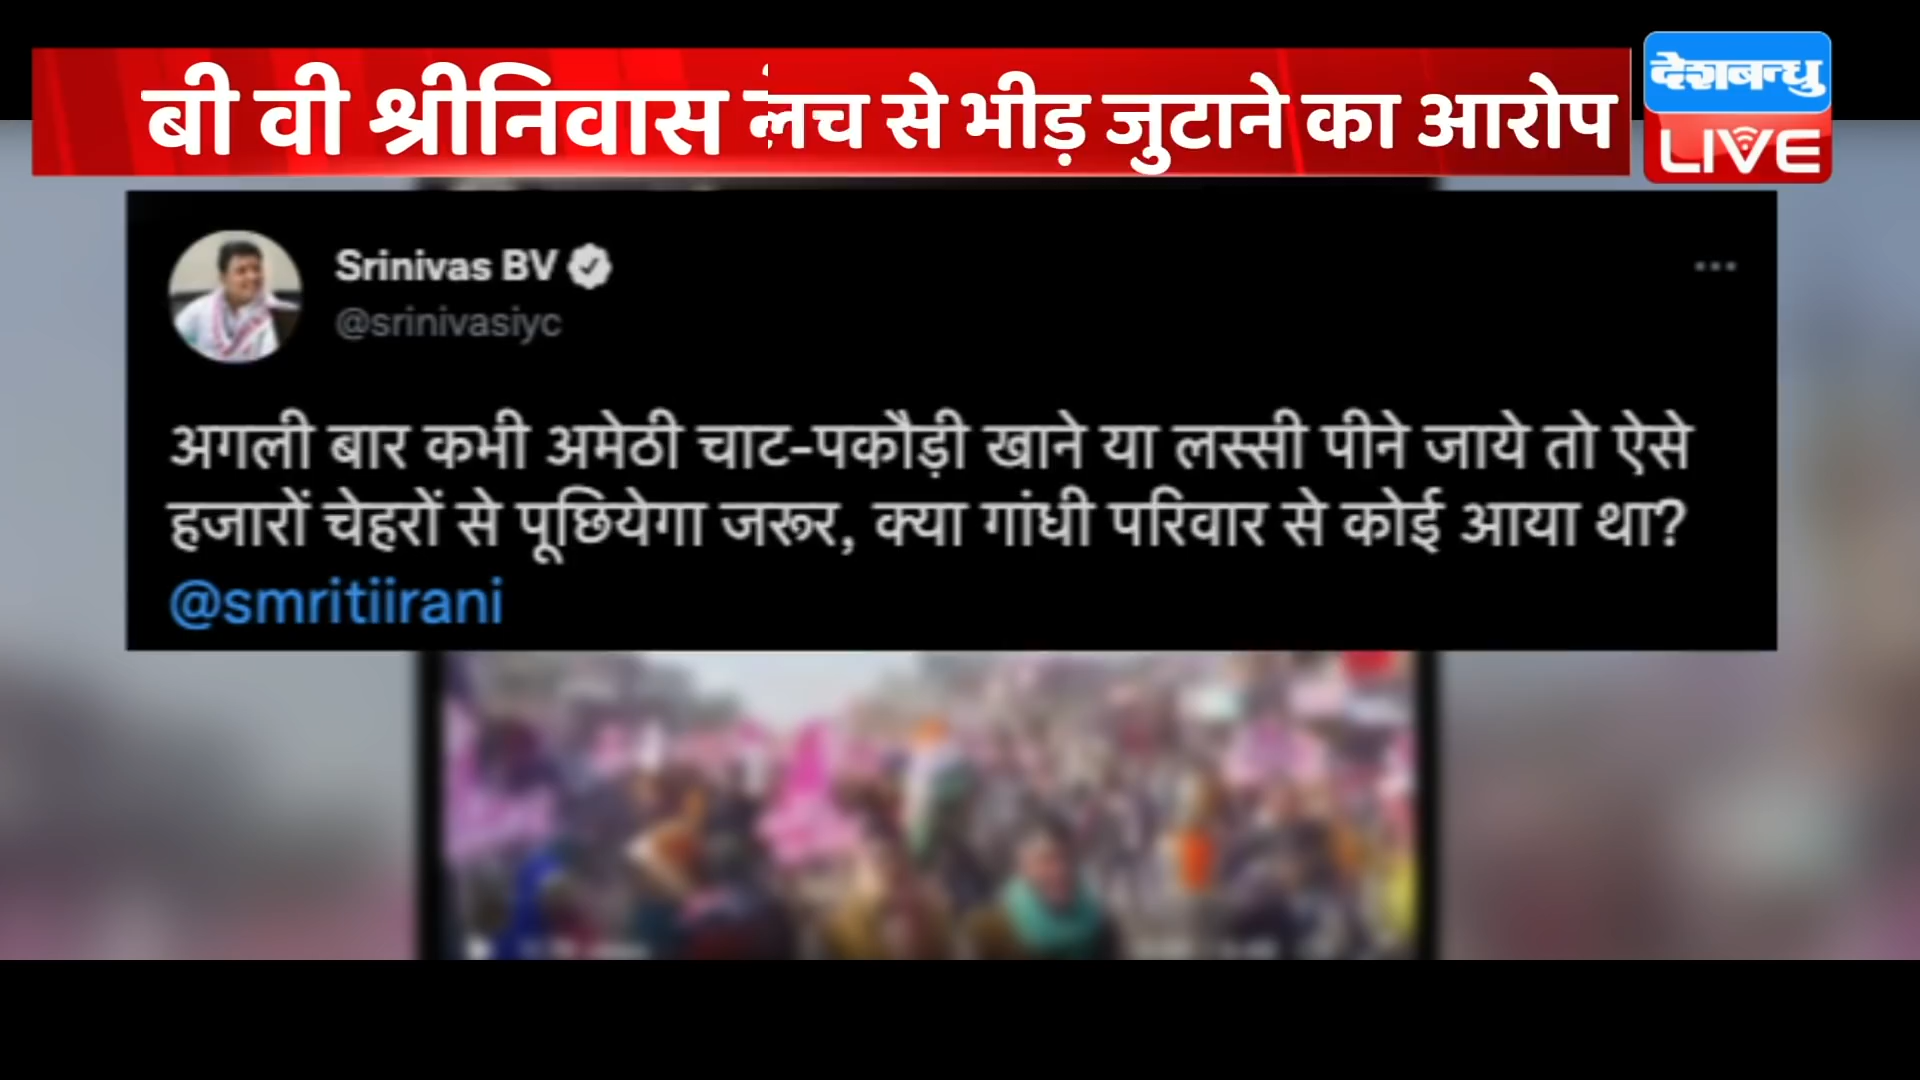 बी वी श्रीनिवास
से भीड़ जुटाने का आरोप
देशबन्धु
LIVE
Srinivas BV
@srinivasiyc
अगली बार कभी अमेठी चाट-पकौड़ी खाने या लस्सी पीने जाये तो ऐसे
हजारों चेहरों से पूछियेगा जरूर, क्या गांधी परिवार से कोई आया था?
@smritiirani